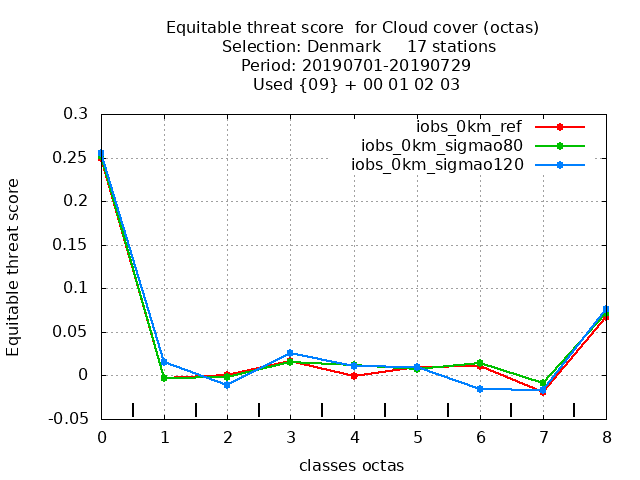 Equitable threat score  for Cloud cover (octas)
Selection: Denmark     17 stations
Period: 20190701-20190729
Used {09} + 00 01 02 03
iobs_0km_ref
iobs_0km_sigmao80
iobs_0km_sigmao120
Equitable threat score
0.3
0.25
0.2
0.15
0.1
0.05
0
-0.05
0 1 2 3 4 5 6 7 8
classes octas